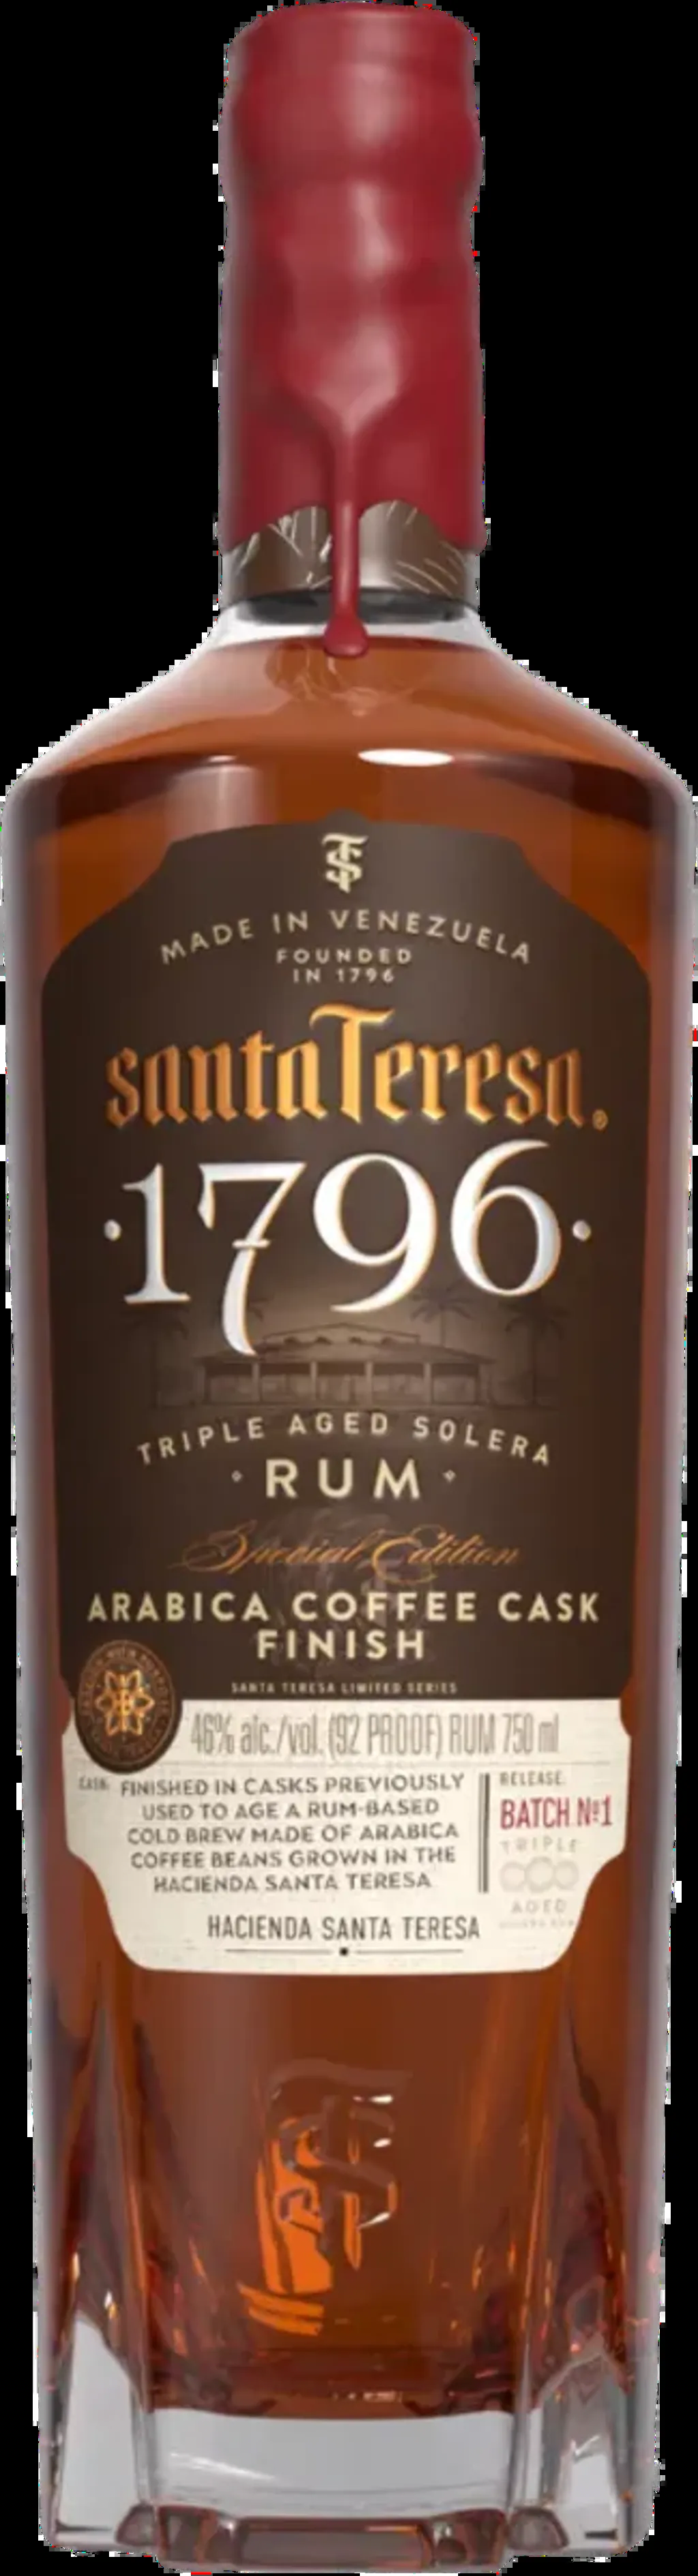 MADE IN VENEZUELA
FOUNDED
IN 1796
santaTeresa®
·1796·
TRIPLE AGED SOLERA
RUM
Special Edition
ARABICA COFFEE CASK
FINISH
SANTA TERESA LIMITED SERIES
46% alc./vol. (92 PROOF) RUM 750 ml
CASK: FINISHED IN CASKS PREVIOUSLY
USED TO AGE A RUM-BASED
COLD BREW MADE OF ARABICA
COFFEE BEANS GROWN IN THE
HACIENDA SANTA TERESA
RELEASE:
BATCH Nº1
TRIPLE
AGED
HACIENDA SANTA TERESA